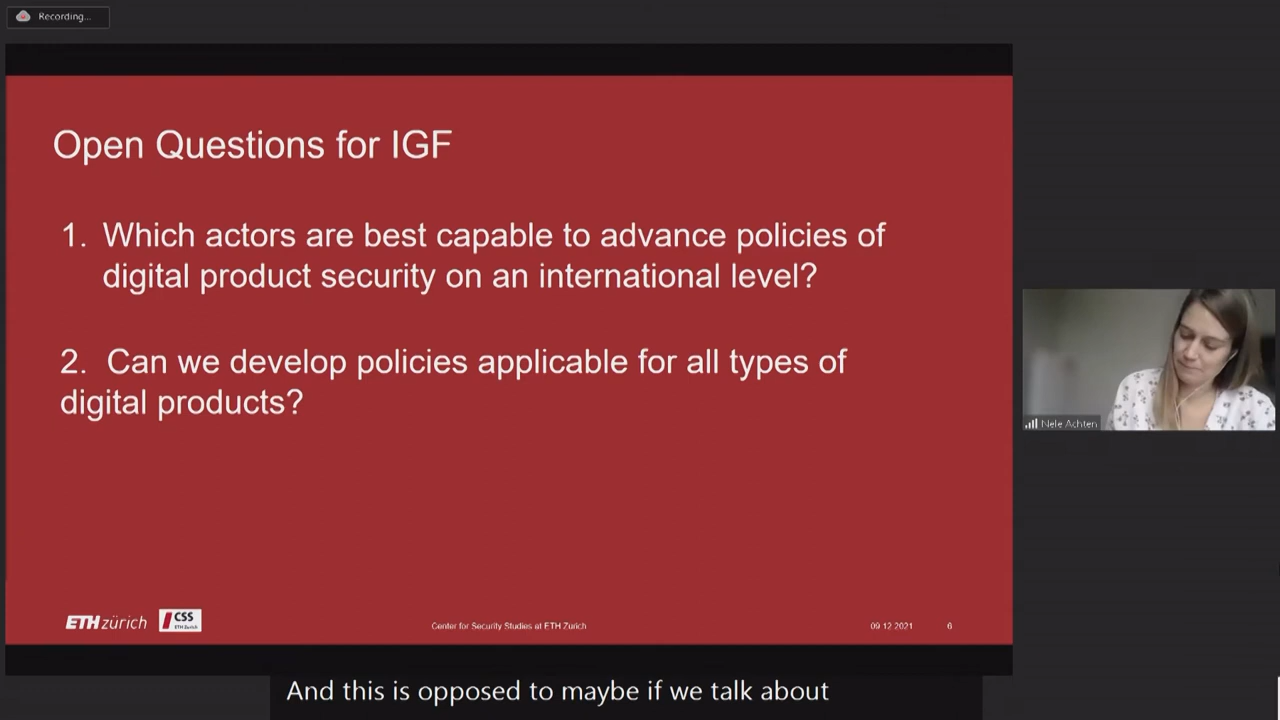 Recording...
Open Questions for IGF
1. Which actors are best capable to advance policies of
digital product security on an international level?
2. Can we develop policies applicable for all types of
digital products?
Nele Achten
ETH zürich
CSS
ETH Zurich
Center for Security Studies at ETH Zurich
09.12.2021
6
And this is opposed to maybe if we talk about